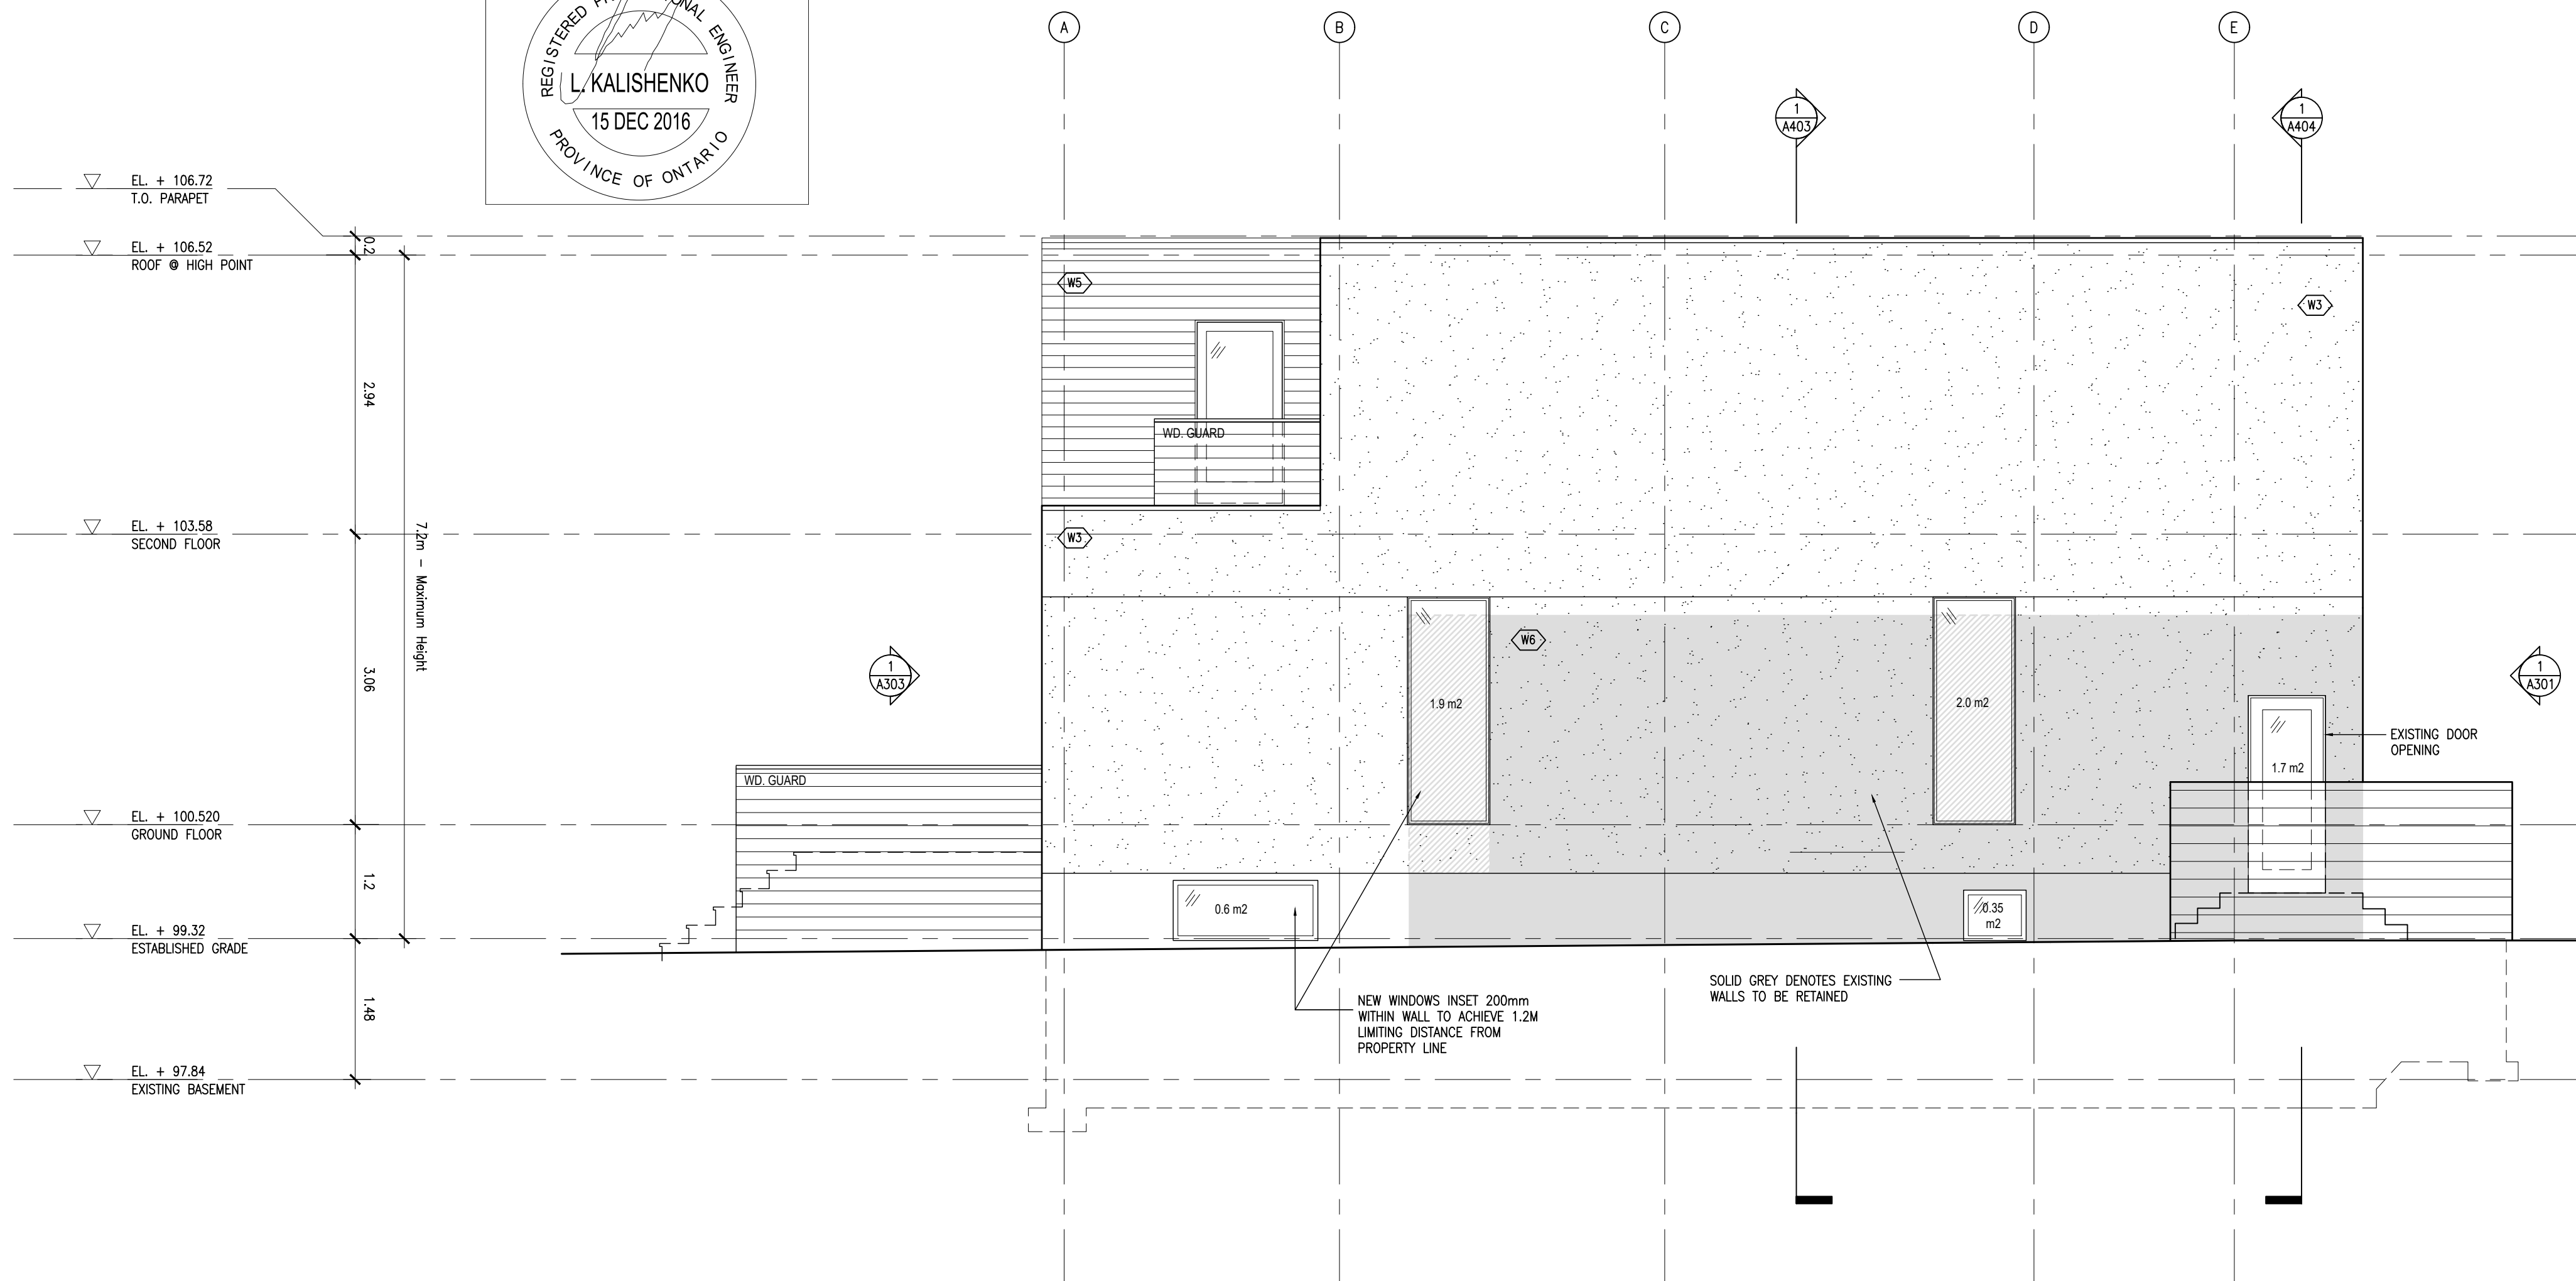 REGISTERED PROFESSIONAL ENGINEER
L. KALISHENKO
15 DEC 2016
PROVINCE OF ONTARIO
A
B
C
D
E
1
A403
1
A404
EL. + 106.72
T.O. PARAPET
EL. + 106.52
ROOF @ HIGH POINT
0.2
2.94
W5
W3
WD. GUARD
EL. + 103.58
SECOND FLOOR
W3
7.2m - Maximum Height
3.06
1
A303
W6
1
A301
1.9 m2
2.0 m2
EXISTING DOOR
OPENING
1.7 m2
WD. GUARD
EL. + 100.520
GROUND FLOOR
1.2
0.6 m2
0.35
m2
EL. + 99.32
ESTABLISHED GRADE
1.48
NEW WINDOWS INSET 200mm
WITHIN WALL TO ACHIEVE 1.2M
LIMITING DISTANCE FROM
PROPERTY LINE
SOLID GREY DENOTES EXISTING
WALLS TO BE RETAINED
EL. + 97.84
EXISTING BASEMENT